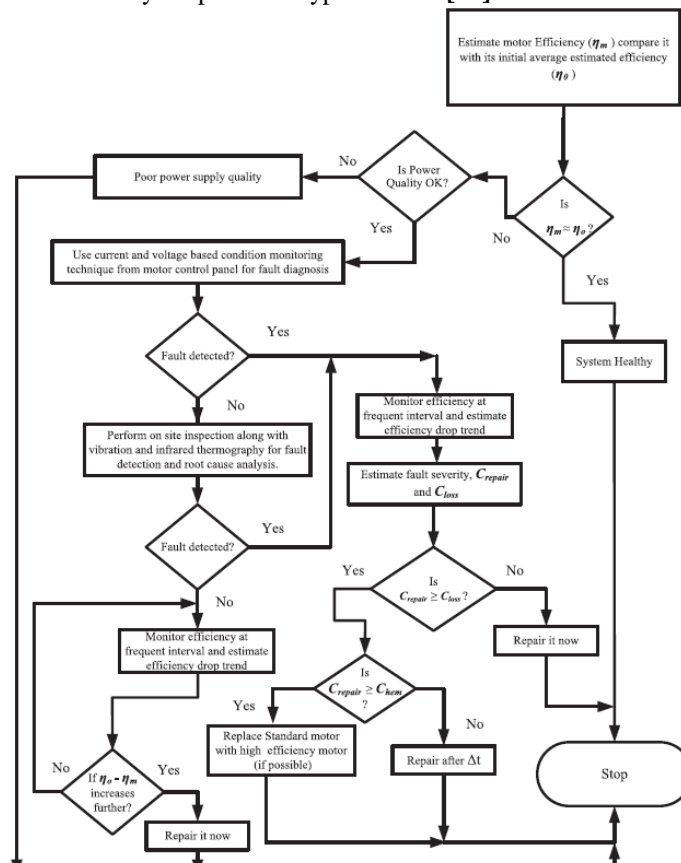 Estimate motor Efficiency (ηm) compare it
with its initial average estimated efficiency
(η0)
Is Power
Quality OK?
No
Poor power supply quality
Is
ηm≈ ηo ?
No
Yes
Yes
Use current and voltage based condition monitoring
technique from motor control panel for fault diagnosis
System Healthy
Fault detected?
Yes
No
Monitor efficiency at
frequent interval and estimate
efficiency drop trend
Perform on site inspection along with
vibration and infrared thermography for fault
detection and root cause analysis.
Estimate fault severity, Crepair
and Closs
Fault detected?
Yes
No
Is
Crepair ≥ Closs ?
Yes
No
Repair it now
Monitor efficiency at
frequent interval and estimate
efficiency drop trend
Is
Crepair ≥ Chem
?
Yes
No
Replace Standard motor
with high efficiency motor
(if possible)
Repair after Δt
Stop
If ηo - ηm
increases
further?
No
Yes
Repair it now